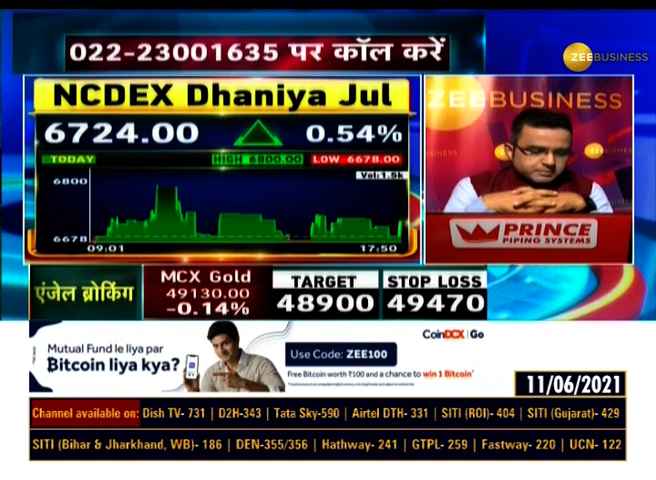 022-23001635 पर कॉल करें
ZEEBUSINESS
NCDEX Dhaniya Jul
6724.00 0.54%
TODAY HIGH 6800.00 LOW 6678.00
Vol:1.5k
6800
6678
09:01 17:50
ZEEBUSINESS
PRINCE
PIPING SYSTEMS
एंजेल ब्रोकिंग
MCX Gold
49130.00
-0.14%
TARGET
48900
STOP LOSS
49470
Mutual Fund le liya par
Bitcoin liya kya?
Use Code: ZEE100
CoinDCX Go
Free Bitcoin worth ₹100 and a chance to win 1 Bitcoin*
11/06/2021
Channel available on: Dish TV- 731 | D2H-343 | Tata Sky-590 | Airtel DTH- 331 | SITI (ROI)- 404 | SITI (Gujarat)- 429
SITI (Bihar & Jharkhand, WB)- 186 | DEN-355/356 | Hathway- 241 | GTPL- 259 | Fastway- 220 | UCN- 122